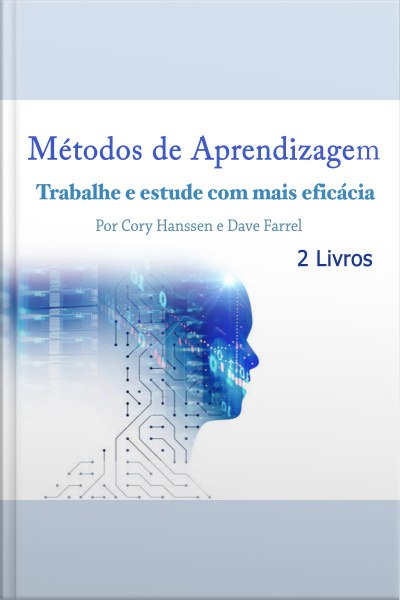 Métodos de Aprendizagem
Trabalhe e estude com mais eficácia
Por Cory Hanssen e Dave Farrel
2 Livros